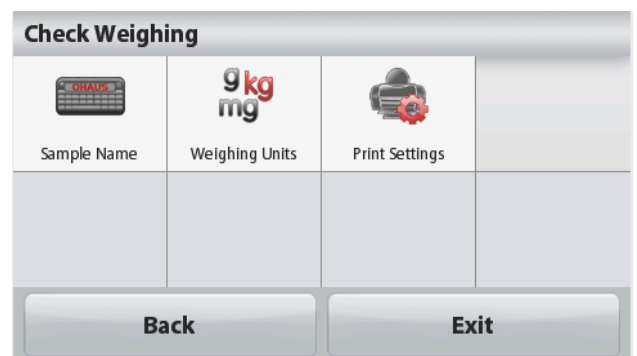 Check Weighing
OHAUS
g kg
mg
Sample Name
Weighing Units
Print Settings
Back
Exit